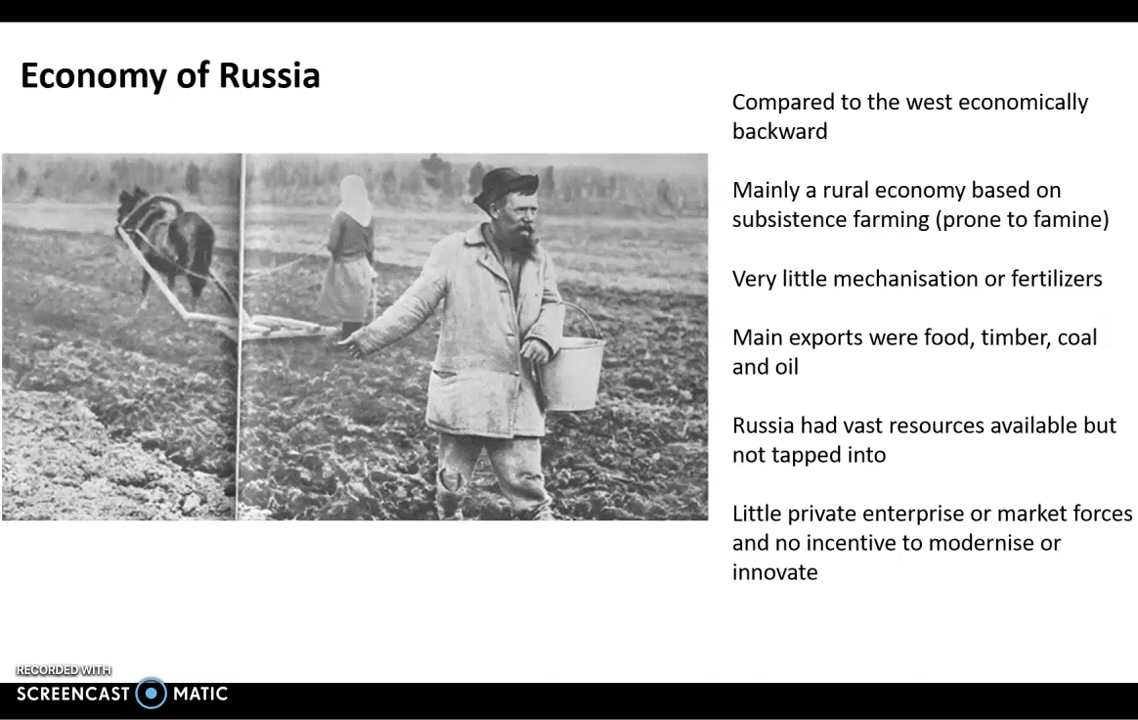 Economy of Russia
Compared to the west economically
backward
Mainly a rural economy based on
subsistence farming (prone to famine)
Very little mechanisation or fertilizers
Main exports were food, timber, coal
and oil
Russia had vast resources available but
not tapped into
Little private enterprise or market forces
and no incentive to modernise or
innovate
RECORDED WITH
SCREENCAST MATIC